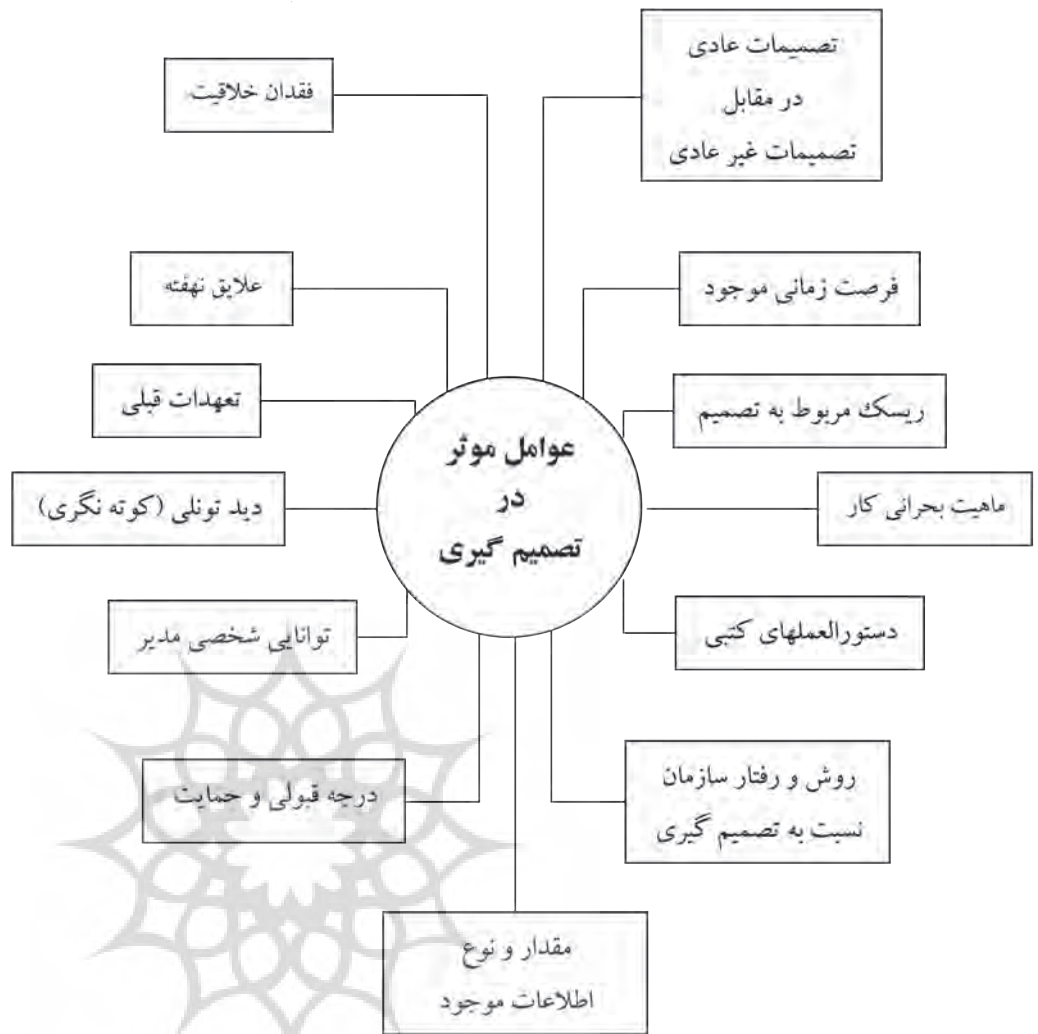 تصمیمات عادی
در مقابل
تصمیمات غیر عادی
فقدان خلاقیت
علایق نهفته
فرصت زمانی موجود
تعهدات قبلی
ریسک مربوط به تصمیم
عوامل موثر
در
تصمیم گیری
دید تونلی (کوته نگری)
ماهیت بحرانی کار
توانایی شخصی مدیر
دستورالعملهای کتبی
درجه قبولی و حمایت
روش و رفتار سازمان
نسبت به تصمیم گیری
مقدار و نوع
اطلاعات موجود